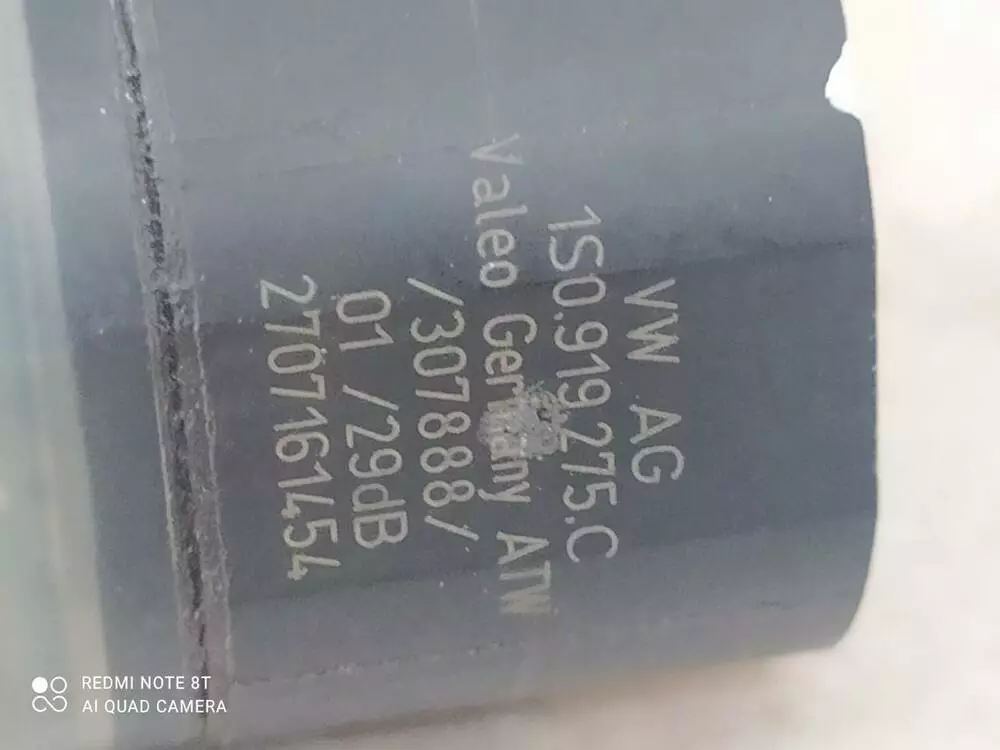 VW AG
1S0.919.275.C
Valeo Germany ATW
/307888/
01 /29dB
2707161454
REDMI NOTE 8T
AI QUAD CAMERA